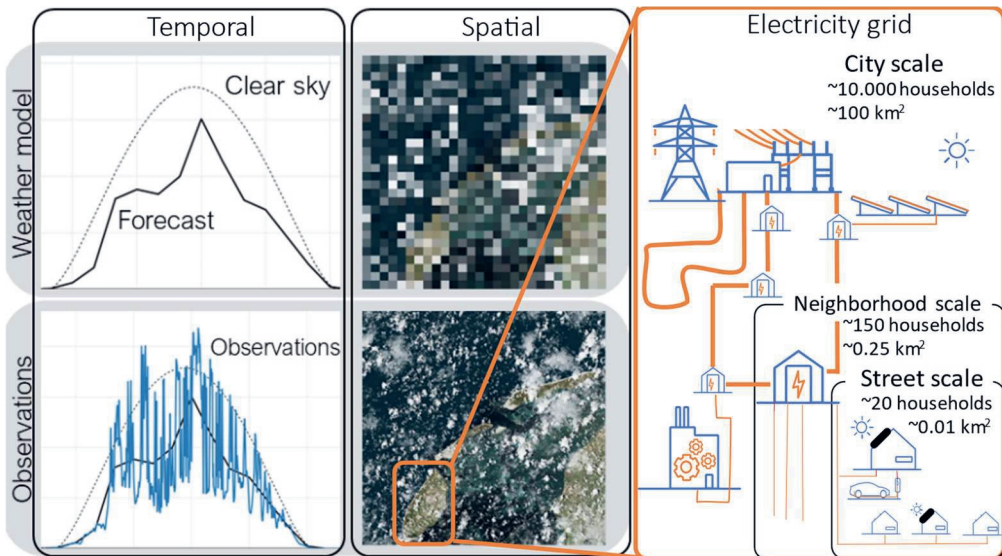 Temporal
Spatial
Electricity grid
Weather model
Clear sky
Forecast
City scale
~10.000 households
~100 km²
Observations
Observations
Neighborhood scale
~150 households
~0.25 km²
Street scale
~20 households
~0.01 km²